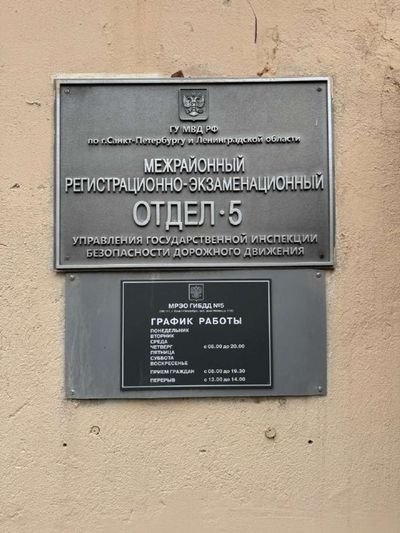 ГУ МВД РФ
по г.Санкт-Петербургу и Ленинградской области
МЕЖРАЙОННЫЙ
РЕГИСТРАЦИОННО-ЭКЗАМЕНАЦИОННЫЙ
ОТДЕЛ·5
УПРАВЛЕНИЯ ГОСУДАРСТВЕННОЙ ИНСПЕКЦИИ
БЕЗОПАСНОСТИ ДОРОЖНОГО ДВИЖЕНИЯ
МРЭО ГИБДД №5
ГРАФИК РАБОТЫ
ПОНЕДЕЛЬНИК
ВТОРНИК
СРЕДА
ЧЕТВЕРГ с 08.00 до 20.00
ПЯТНИЦА
СУББОТА
ВОСКРЕСЕНЬЕ
ПРИЕМ ГРАЖДАН с 08.00 до 19.30
ПЕРЕРЫВ с 13.00 до 14.00